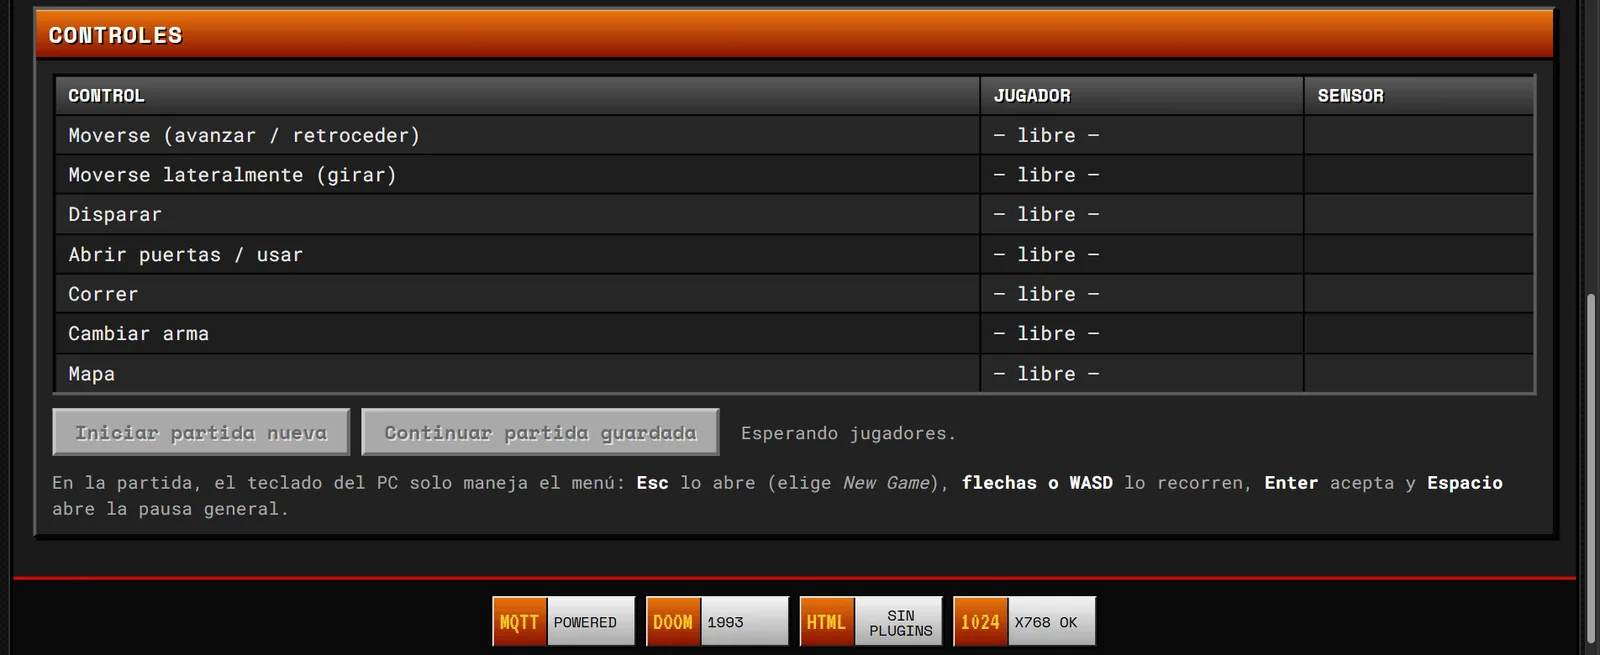 CONTROLES
CONTROL JUGADOR SENSOR
Moverse (avanzar / retroceder) — libre —
Moverse lateralmente (girar) — libre —
Disparar — libre —
Abrir puertas / usar — libre —
Correr — libre —
Cambiar arma — libre —
Mapa — libre —
Iniciar partida nueva Continuar partida guardada Esperando jugadores.
En la partida, el teclado del PC solo maneja el menú: Esc lo abre (elige New Game), flechas o WASD lo recorren, Enter acepta y Espacio
abre la pausa general.
MQTT POWERED DOOM 1993 HTML SIN PLUGINS 1024 X768 OK